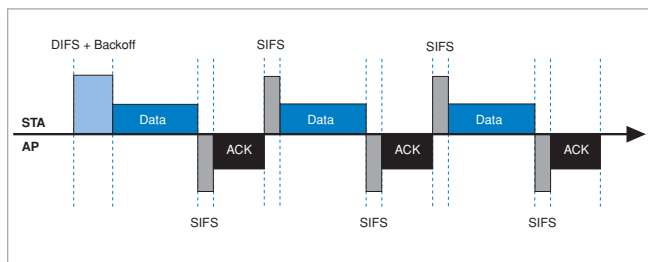 DIFS + Backoff
SIFS
SIFS
STA
Data
Data
Data
AP
ACK
ACK
ACK
SIFS
SIFS
SIFS